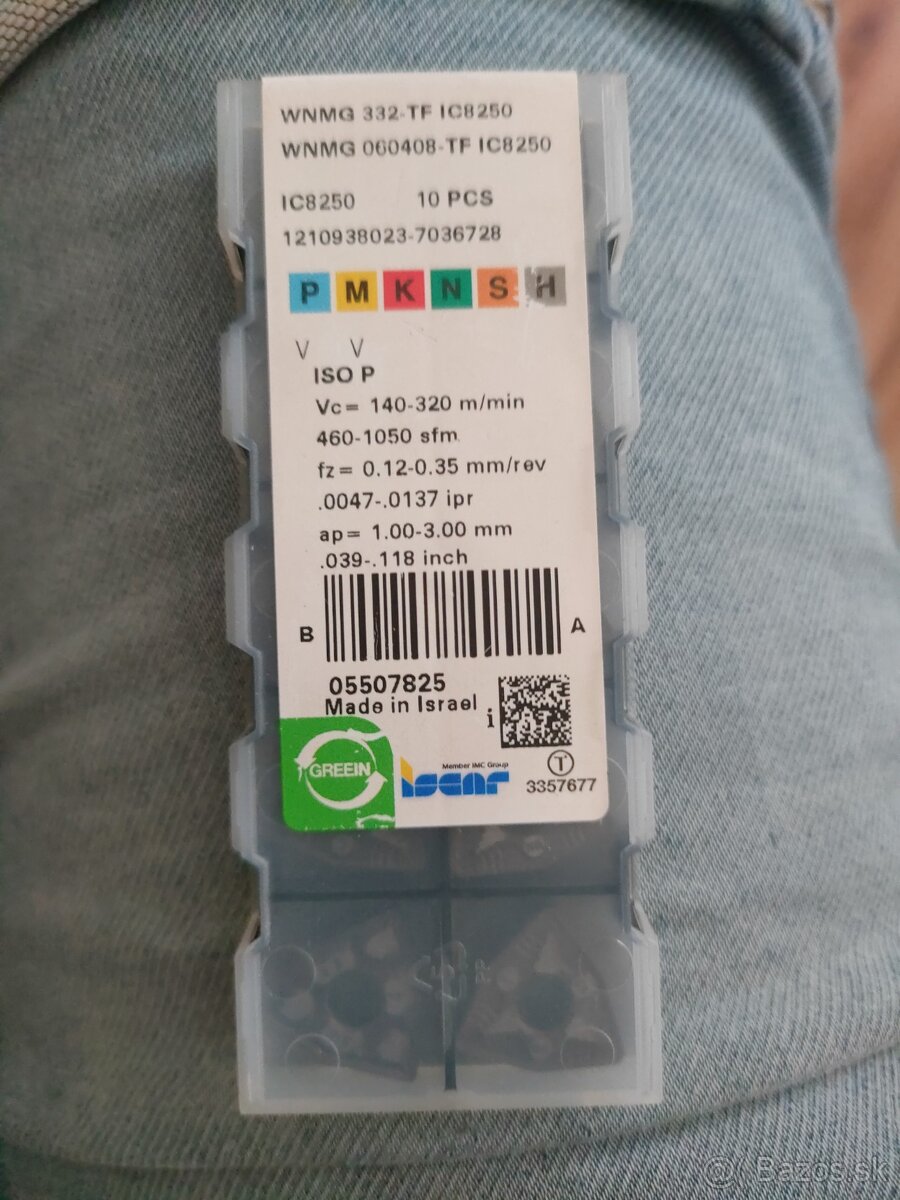 WNMG 332-TF IC8250
WNMG 060408-TF IC8250
IC8250 10 PCS
1210938023-7036728
P M K N S H
V V
ISO P
Vc= 140-320 m/min
460-1050 sfm
fz= 0.12-0.35 mm/rev
.0047-.0137 ipr
ap= 1.00-3.00 mm
.039-.118 inch
B A
05507825
Made in Israel i
GREEIN
Member IMC Group
iscar
T
3357677
@ Bazos.sk